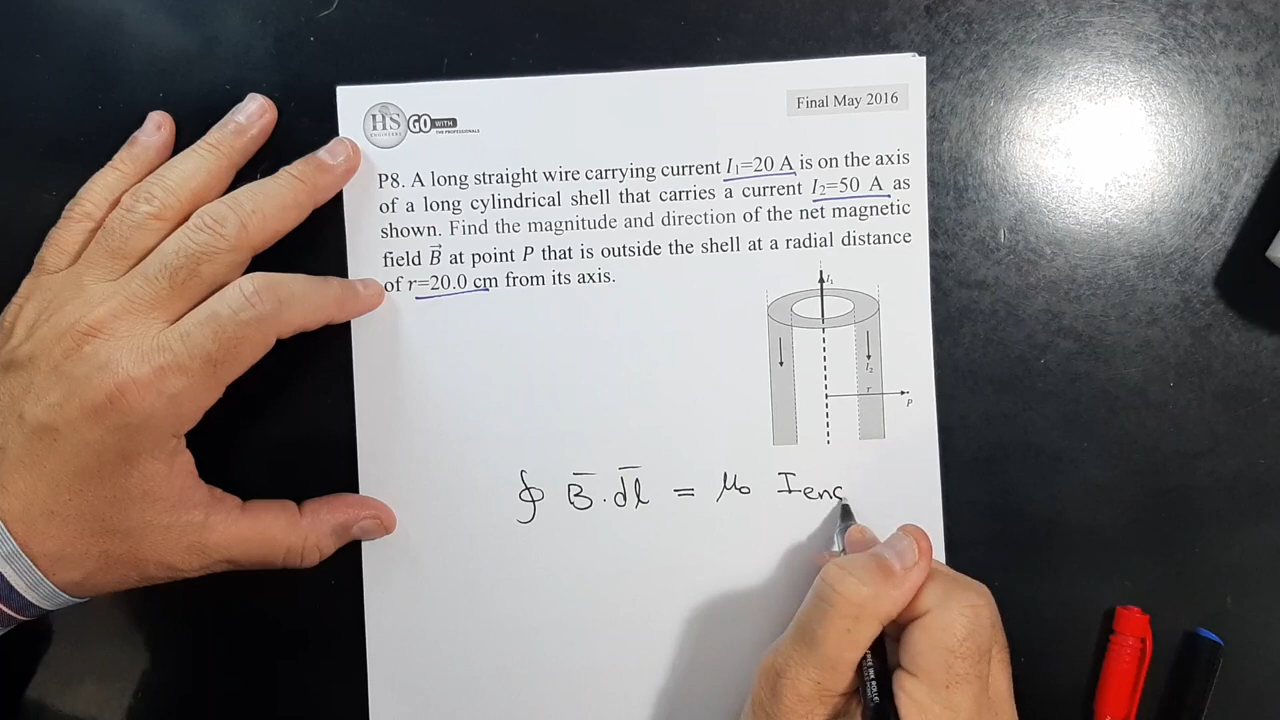 Final May 2016
HS GO WITH
ENGINEERS THE PROFESSIONALS
P8. A long straight wire carrying current I₁=20 A is on the axis
of a long cylindrical shell that carries a current I₂=50 A as
shown. Find the magnitude and direction of the net magnetic
field B⃗ at point P that is outside the shell at a radial distance
of r=20.0 cm from its axis.
I₁
I₂
r
P
∮ B̅ . d̅l̅ = μ₀ Ienc